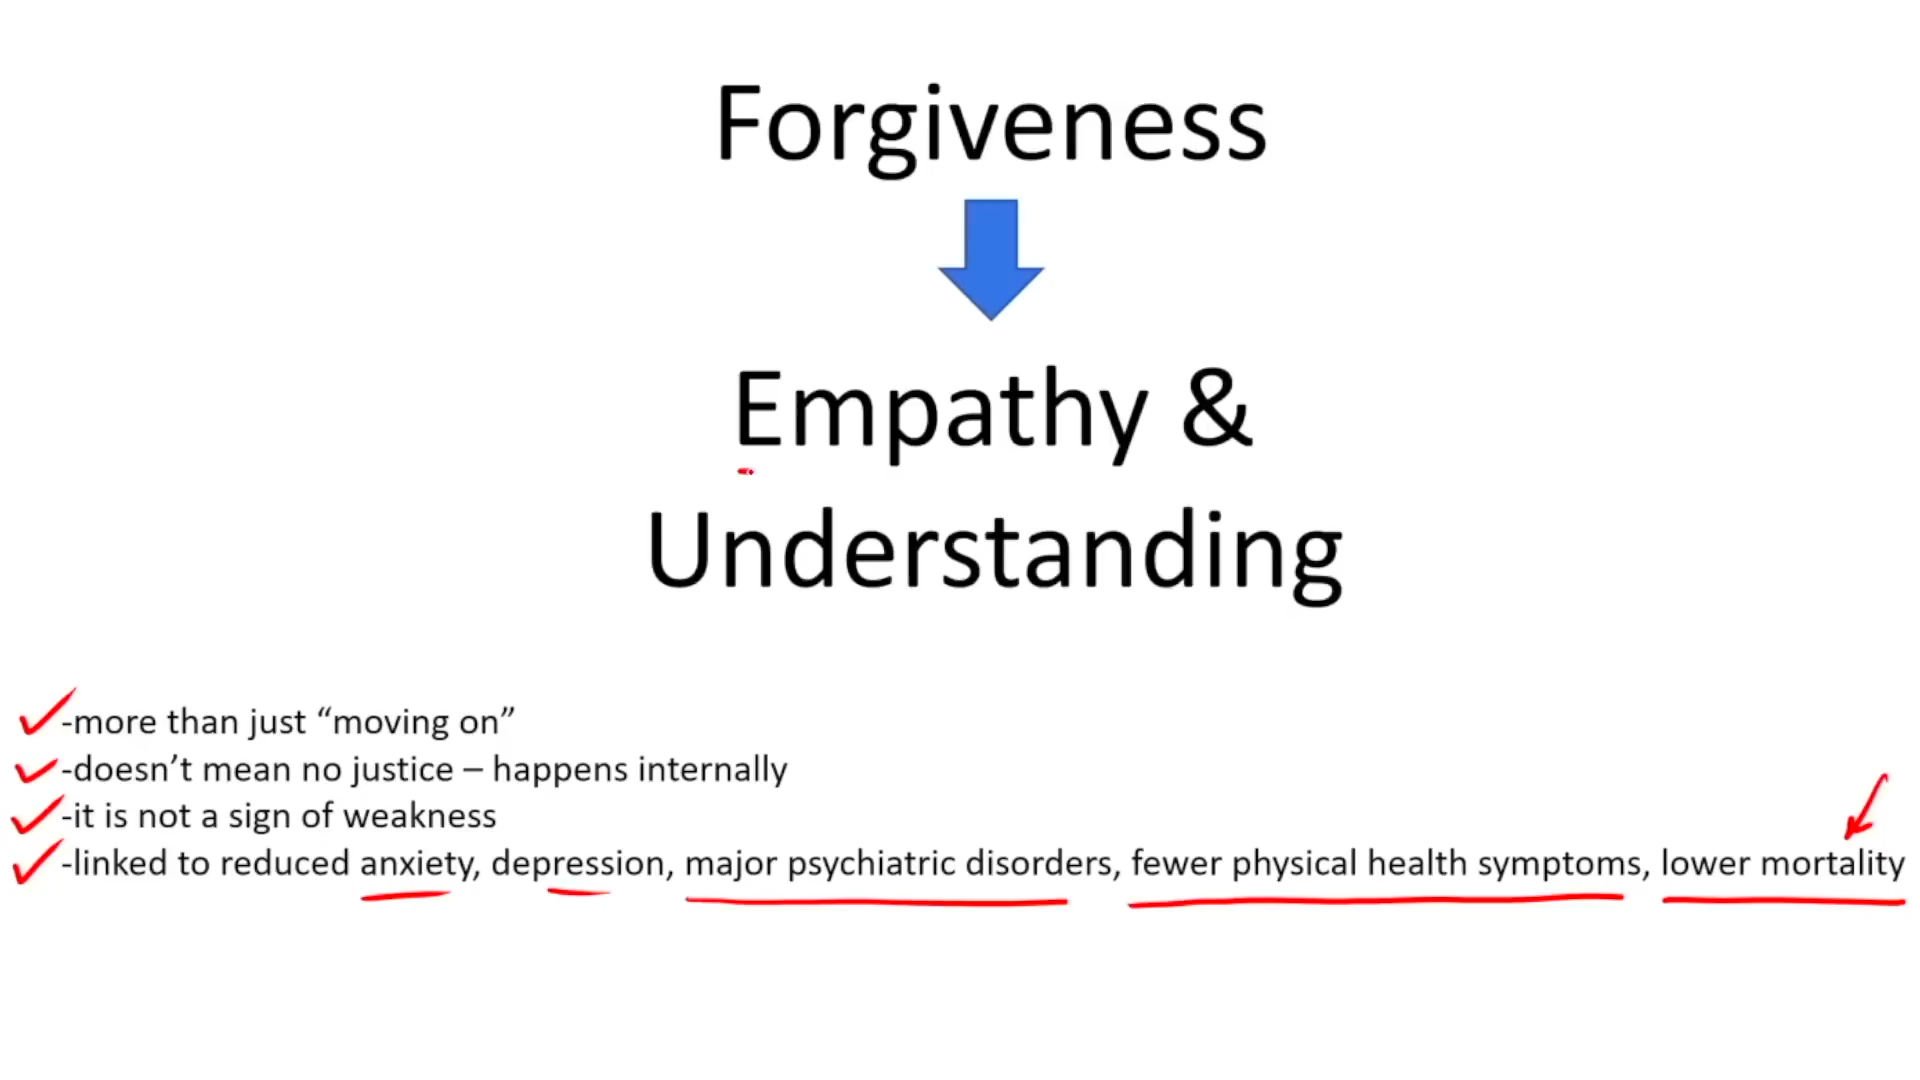 Forgiveness
Empathy &
Understanding
-more than just “moving on”
-doesn’t mean no justice – happens internally
-it is not a sign of weakness
-linked to reduced anxiety, depression, major psychiatric disorders, fewer physical health symptoms, lower mortality